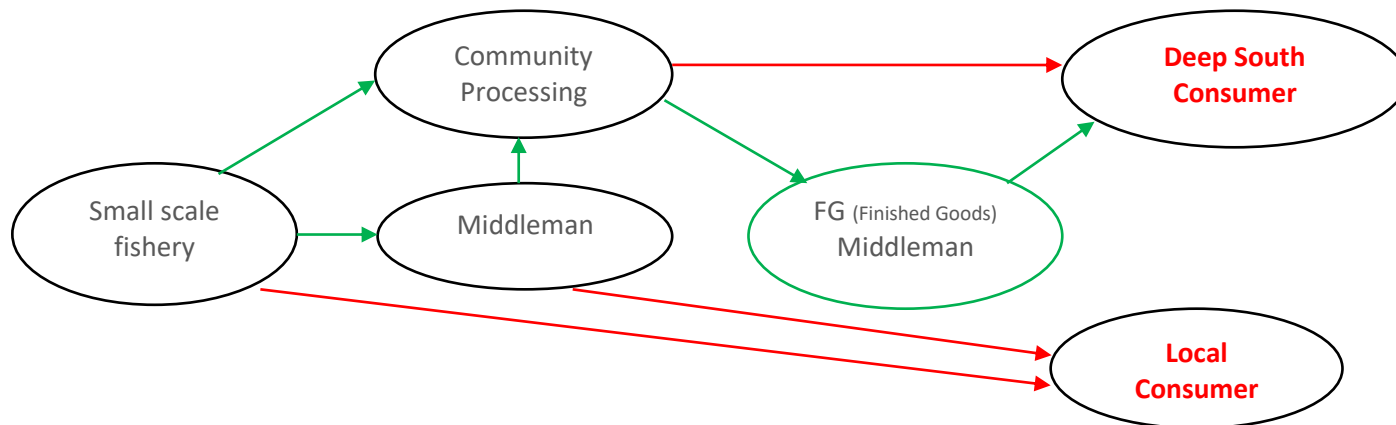 Community
Processing
Deep South
Consumer
Small scale
fishery
Middleman
FG (Finished Goods)
Middleman
Local
Consumer